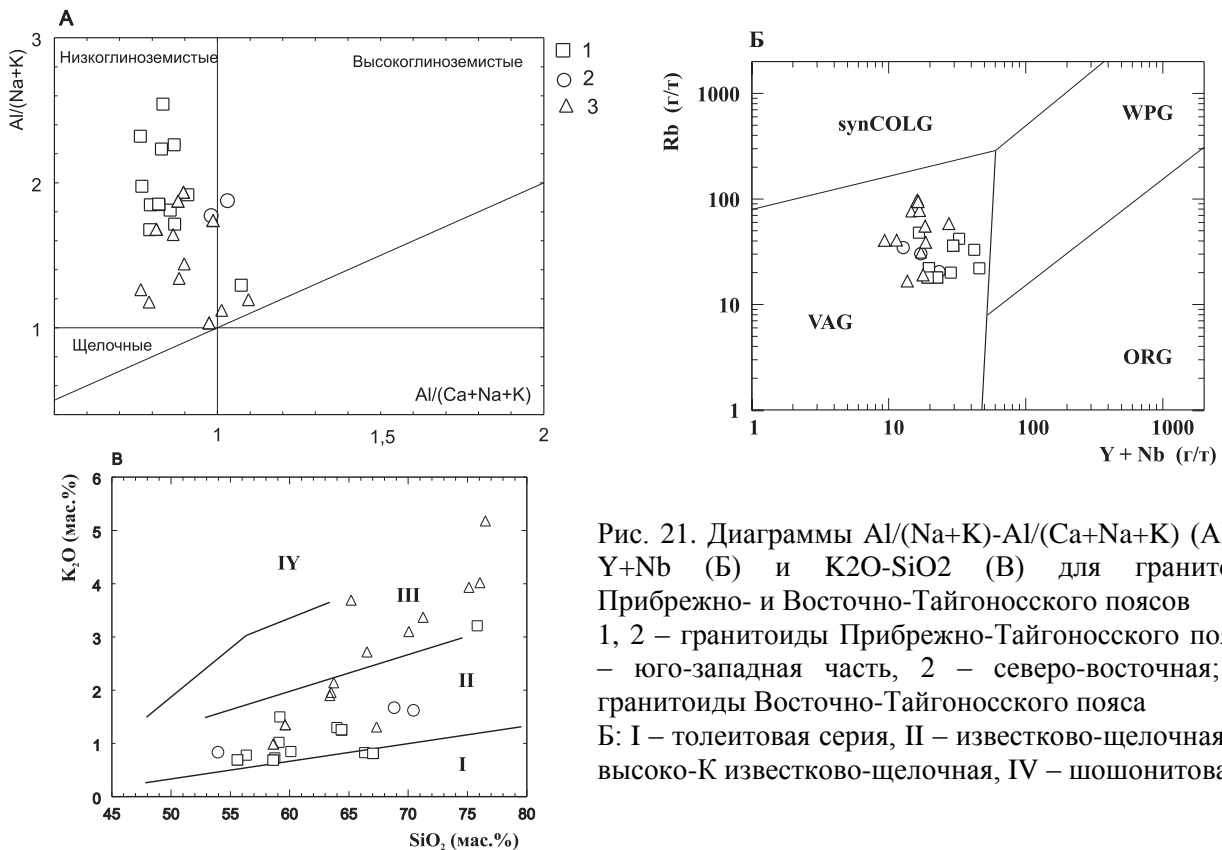 А
Al/(Na+K)
3
2
1
Низкоглиноземистые
Высокоглиноземистые
Щелочные
Al/(Ca+Na+K)
1
1,5
2
1
2
3
Б
Rb (г/т)
1000
100
10
1
synCOLG
WPG
VAG
ORG
1
10
100
1000
Y + Nb (г/т)
В
K2O (мас.%)
6
5
4
3
2
1
0
IY
III
II
I
45
50
55
60
65
70
75
80
SiO2 (мас.%)
Рис. 21. Диаграммы Al/(Na+K)-Al/(Ca+Na+K) (А
Y+Nb (Б) и K2O-SiO2 (В) для гранито
Прибрежно- и Восточно-Тайгоносского поясов
1, 2 – гранитоиды Прибрежно-Тайгоносского поя
– юго-западная часть, 2 – северо-восточная;
гранитоиды Восточно-Тайгоносского пояса
Б: I – толеитовая серия, II – известково-щелочная
высоко-К известково-щелочная, IV – шошонитова